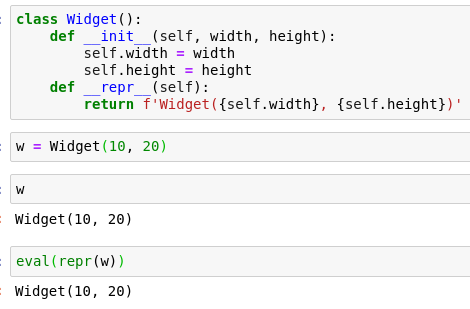 class Widget():
    def __init__(self, width, height):
        self.width = width
        self.height = height
    def __repr__(self):
        return f'Widget({self.width}, {self.height})'
w = Widget(10, 20)
w
Widget(10, 20)
eval(repr(w))
Widget(10, 20)